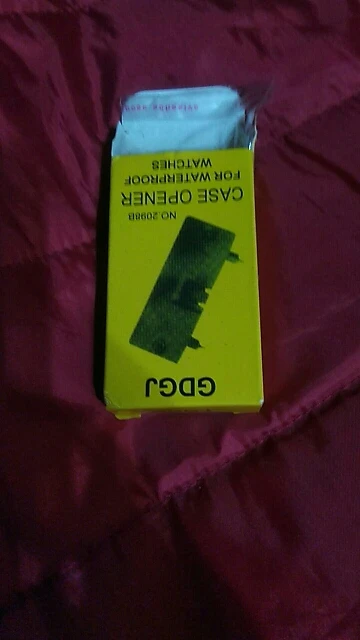 GDGJ
NO 2098B
CASE OPENER
FOR WATERPROOF
WATCHES